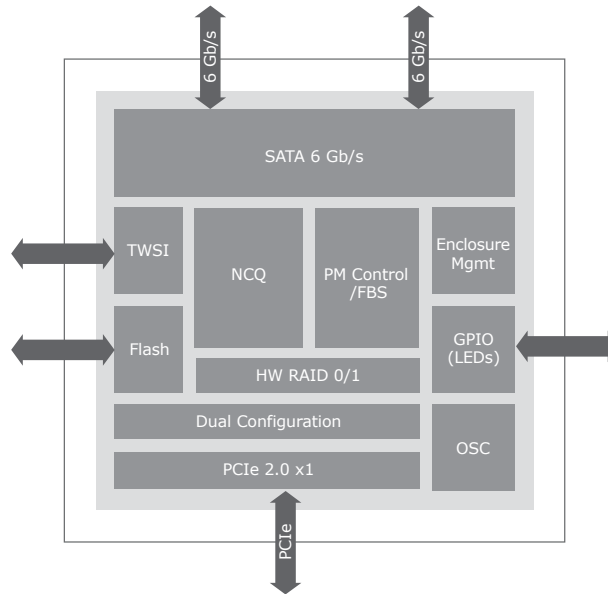 6 Gb/s
6 Gb/s
SATA 6 Gb/s
TWSI
NCQ
PM Control
/FBS
Enclosure
Mgmt
Flash
GPIO
(LEDs)
HW RAID 0/1
Dual Configuration
OSC
PCIe 2.0 x1
PCIe